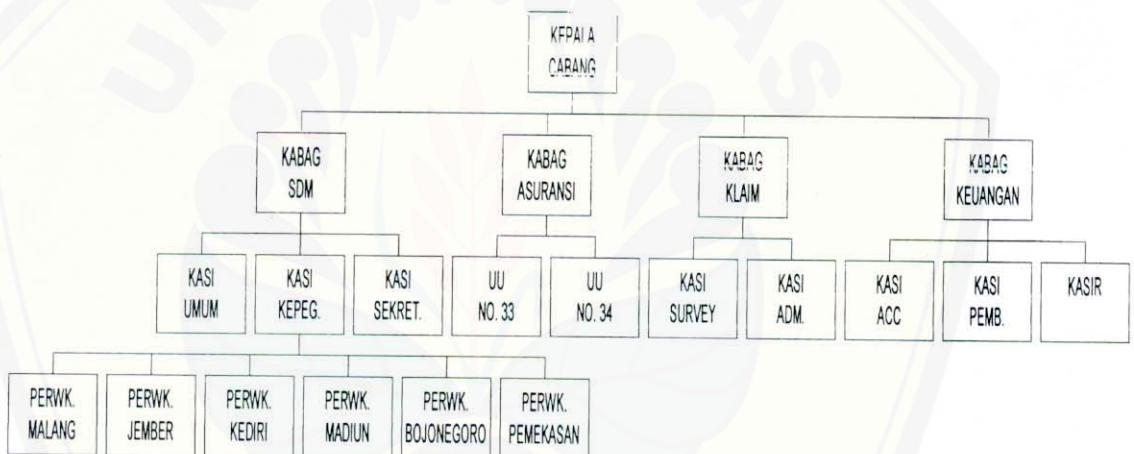 KEPALA
CABANG
KABAG
SDM
KABAG
ASURANSI
KABAG
KLAIM
KABAG
KEUANGAN
KASI
UMUM
KASI
KEPEG.
KASI
SEKRET.
UU
NO. 33
UU
NO. 34
KASI
SURVEY
KASI
ADM.
KASI
ACC
KASI
PEMB.
KASIR
PERWK.
MALANG
PERWK.
JEMBER
PERWK.
KEDIRI
PERWK.
MADIUN
PERWK.
BOJONEGORO
PERWK.
PEMEKASAN